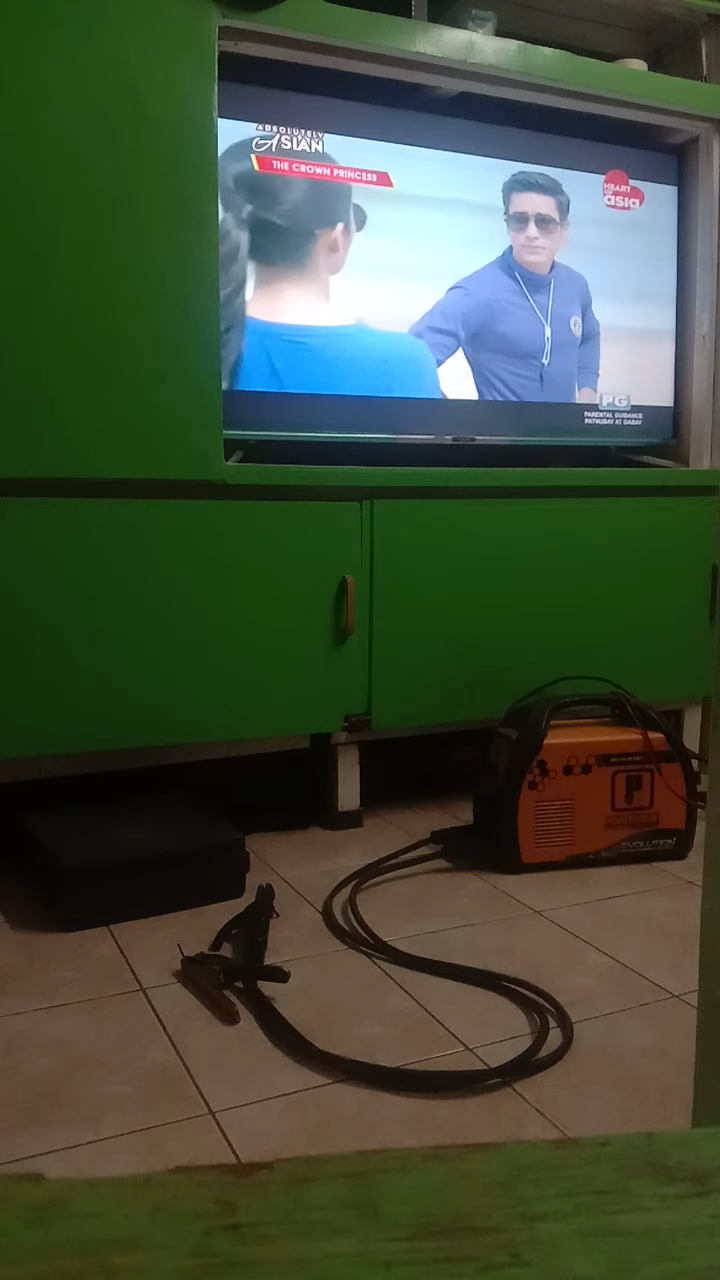 ABSOLUTELY
ASIAN
THE CROWN PRINCESS
HEART
OF
asia
PG
PARENTAL GUIDANCE
PATNUBAY AT GABAY
P
EVOLUTION